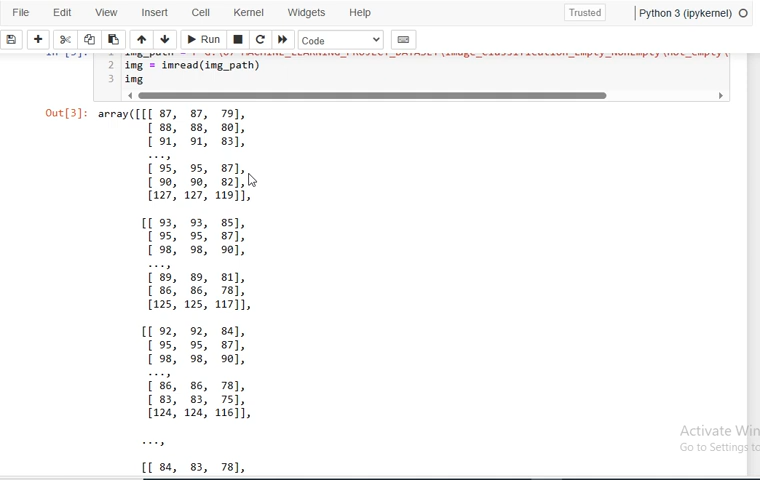 File Edit View Insert Cell Kernel Widgets Help Trusted Python 3 (ipykernel)
Run Code
2 img = imread(img_path)
3 img
Out[3]: array([[[ 87, 87, 79],
[ 88, 88, 80],
[ 91, 91, 83],
...,
[ 95, 95, 87],
[ 90, 90, 82],
[127, 127, 119]],
[[ 93, 93, 85],
[ 95, 95, 87],
[ 98, 98, 90],
...,
[ 89, 89, 81],
[ 86, 86, 78],
[125, 125, 117]],
[[ 92, 92, 84],
[ 95, 95, 87],
[ 98, 98, 90],
...,
[ 86, 86, 78],
[ 83, 83, 75],
[124, 124, 116]],
...,
[[ 84, 83, 78],
Activate Win
Go to Settings to